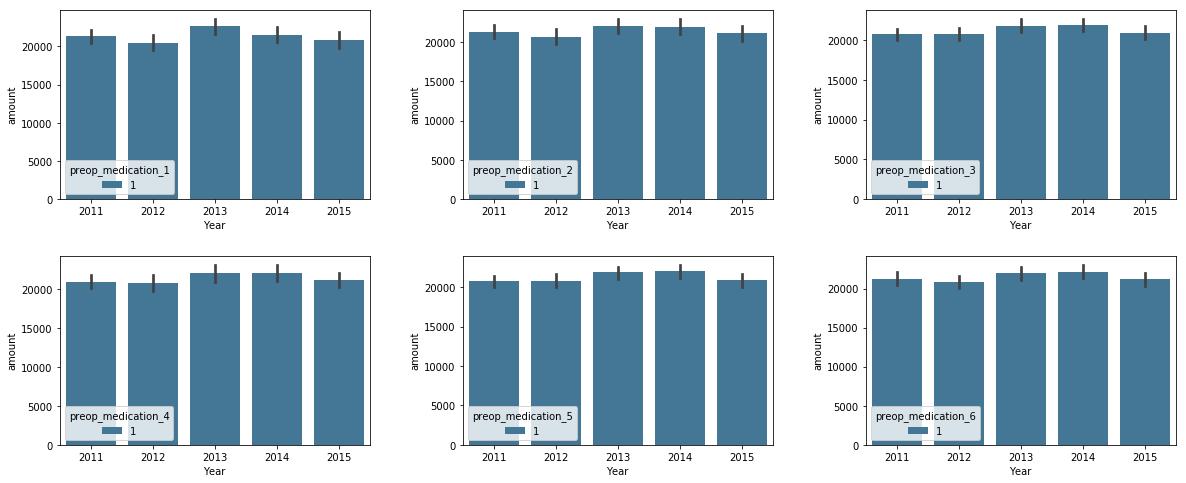 amount
20000
15000
10000
5000
0
preop_medication_1
1
2011 2012 2013 2014 2015
Year
amount
20000
15000
10000
5000
0
preop_medication_2
1
2011 2012 2013 2014 2015
Year
amount
20000
15000
10000
5000
0
preop_medication_3
1
2011 2012 2013 2014 2015
Year
amount
20000
15000
10000
5000
0
preop_medication_4
1
2011 2012 2013 2014 2015
Year
amount
20000
15000
10000
5000
0
preop_medication_5
1
2011 2012 2013 2014 2015
Year
amount
20000
15000
10000
5000
0
preop_medication_6
1
2011 2012 2013 2014 2015
Year